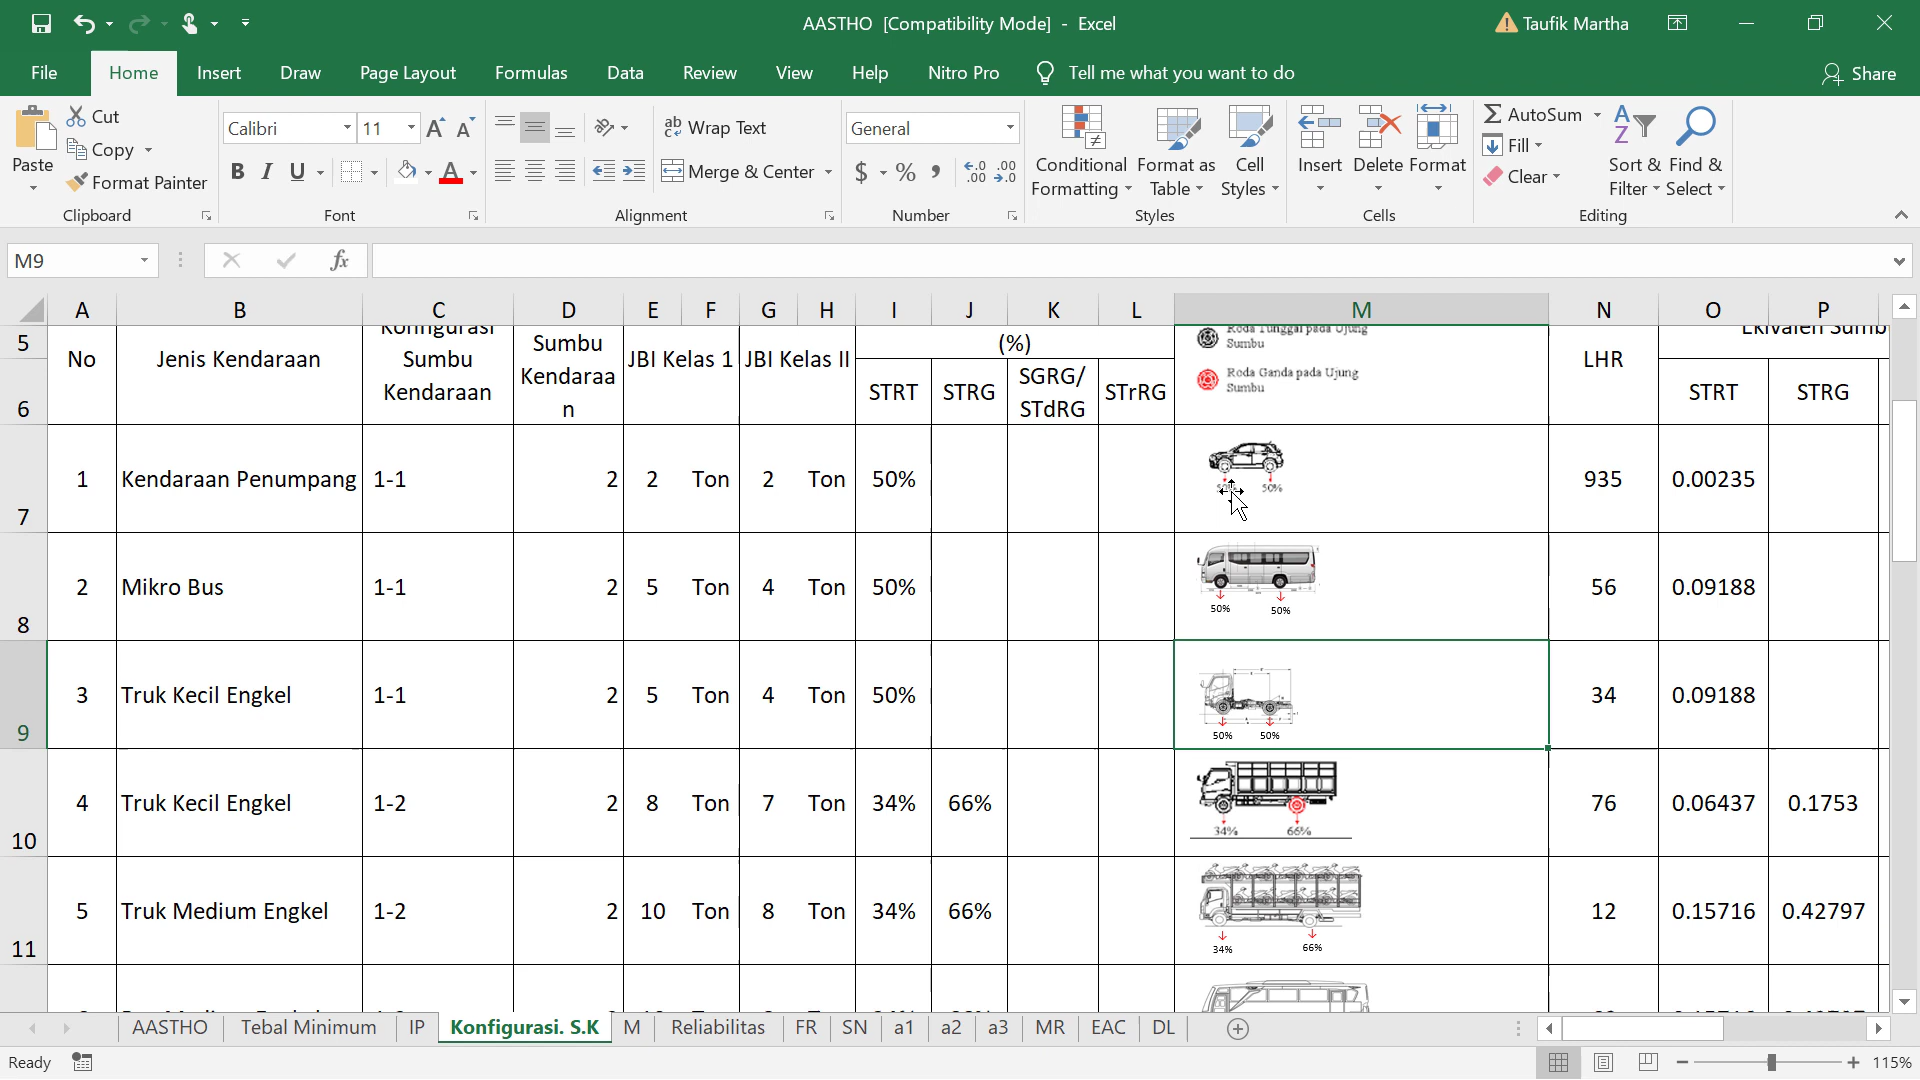 AASTHO [Compatibility Mode] - Excel
Taufik Martha
File Home Insert Draw Page Layout Formulas Data Review View Help Nitro Pro Tell me what you want to do Share
Paste
Cut
Copy
Format Painter
Clipboard
Calibri 11
B I U
Font
Wrap Text
Merge & Center
Alignment
General
$ % ,
Number
Conditional Formatting
Format as Table
Cell Styles
Styles
Insert
Delete
Format
Cells
AutoSum
Fill
Clear
Sort & Filter
Find & Select
Editing
M9
fx
A B C D E F G H I J K L M N O P
5
6
No
Jenis Kendaraan
Konfigurasi Sumbu Kendaraan
Sumbu Kendaraan
JBI Kelas 1
JBI Kelas II
(%)
STRT
STRG
SGRG/ STdRG
STrRG
Roda Tunggal pada Ujung Sumbu
Roda Ganda pada Ujung Sumbu
LHR
Ekivalen Sumb
STRT
STRG
7 1 Kendaraan Penumpang 1-1 2 2 Ton 2 Ton 50% 50% 50% 935 0.00235
8 2 Mikro Bus 1-1 2 5 Ton 4 Ton 50% 50% 50% 56 0.09188
9 3 Truk Kecil Engkel 1-1 2 5 Ton 4 Ton 50% 50% 50% 34 0.09188
10 4 Truk Kecil Engkel 1-2 2 8 Ton 7 Ton 34% 66% 34% 66% 76 0.06437 0.1753
11 5 Truk Medium Engkel 1-2 2 10 Ton 8 Ton 34% 66% 34% 66% 12 0.15716 0.42797
AASTHO Tebal Minimum IP Konfigurasi. S.K M Reliabilitas FR SN a1 a2 a3 MR EAC DL
Ready
115%